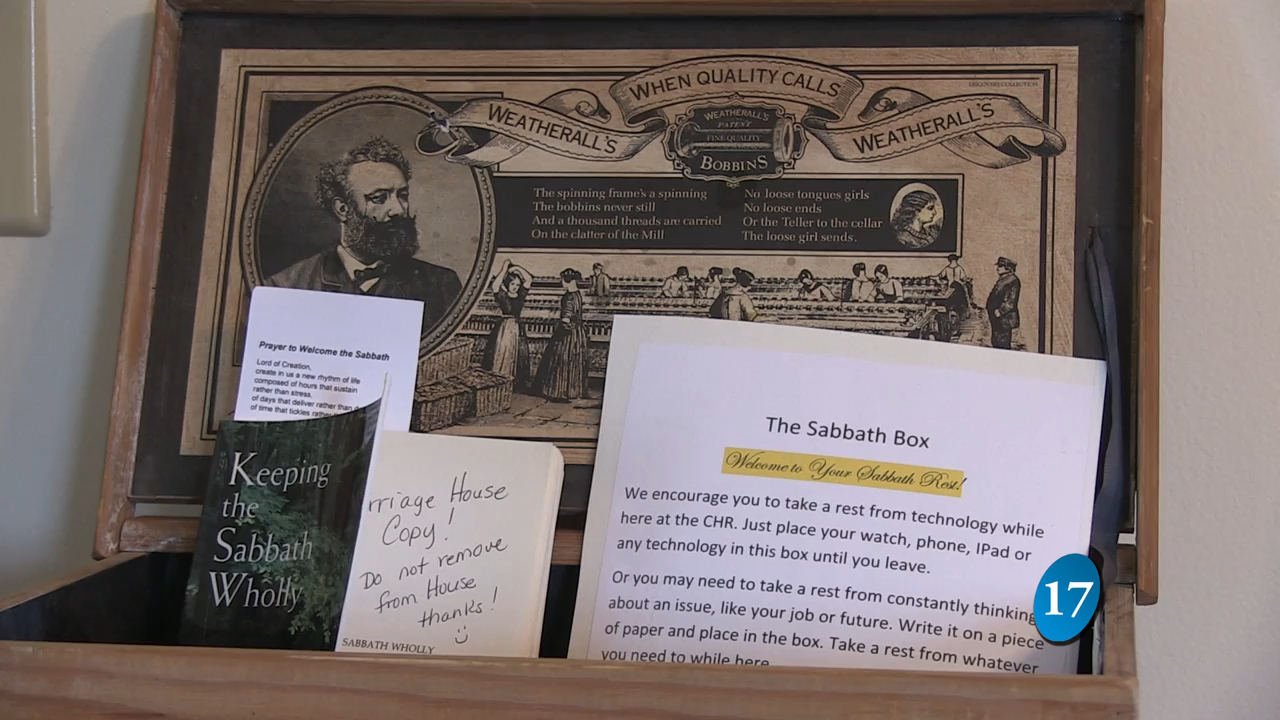 WHEN QUALITY CALLS
WEATHERALL'S
WEATHERALL'S
WEATHERALL'S
PATENT
FINE QUALITY
BOBBINS
The spinning frame's a spinning
The bobbins never still
And a thousand threads are carried
On the clatter of the Mill
No loose tongues girls
No loose ends
Or the Teller to the cellar
The loose girl sends.
Prayer to Welcome the Sabbath
Lord of Creation,
create in us a new rhythm of life
composed of hours that sustain
rather than stress,
of days that deliver rather than
of time that tickles rather
Keeping
the
Sabbath
Wholly
rriage House
Copy!
Do not remove
from House
thanks!
SABBATH WHOLLY
The Sabbath Box
Welcome to Your Sabbath Rest!
We encourage you to take a rest from technology while
here at the CHR. Just place your watch, phone, IPad or
any technology in this box until you leave.
Or you may need to take a rest from constantly thinking
about an issue, like your job or future. Write it on a piece
of paper and place in the box. Take a rest from whatever
you need to while here
17